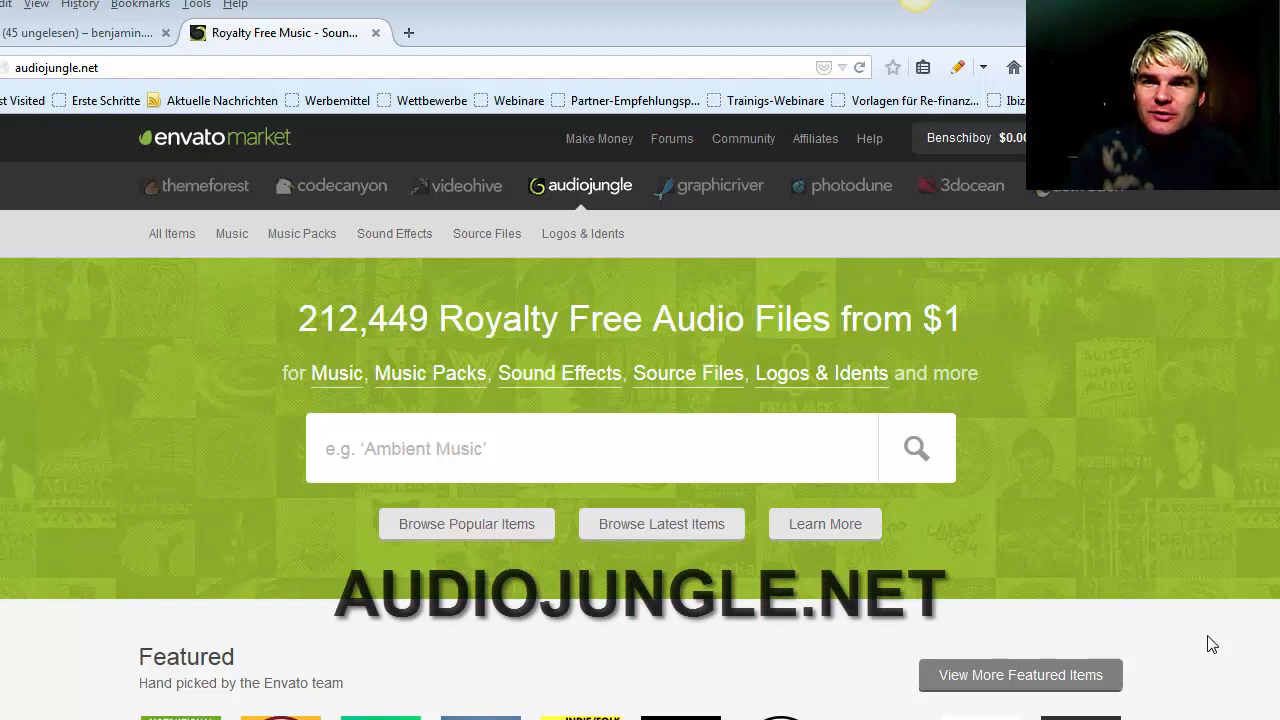 dit View History Bookmarks Tools Help
(45 ungelesen) – benjamin.... × Royalty Free Music - Soun... × +
audiojungle.net
st Visited Erste Schritte Aktuelle Nachrichten Werbemittel Wettbewerbe Webinare Partner-Empfehlungsp... Trainigs-Webinare Vorlagen für Re-finanz... Ibiz
envatomarket Make Money Forums Community Affiliates Help Benschiboy $0.00
themeforest codecanyon videohive audiojungle graphicriver photodune 3docean
All Items Music Music Packs Sound Effects Source Files Logos & Idents
212,449 Royalty Free Audio Files from $1
for Music, Music Packs, Sound Effects, Source Files, Logos & Idents and more
e.g. ‘Ambient Music’
Browse Popular Items Browse Latest Items Learn More
AUDIOJUNGLE.NET
Featured
Hand picked by the Envato team
View More Featured Items
INDIE/FOLK